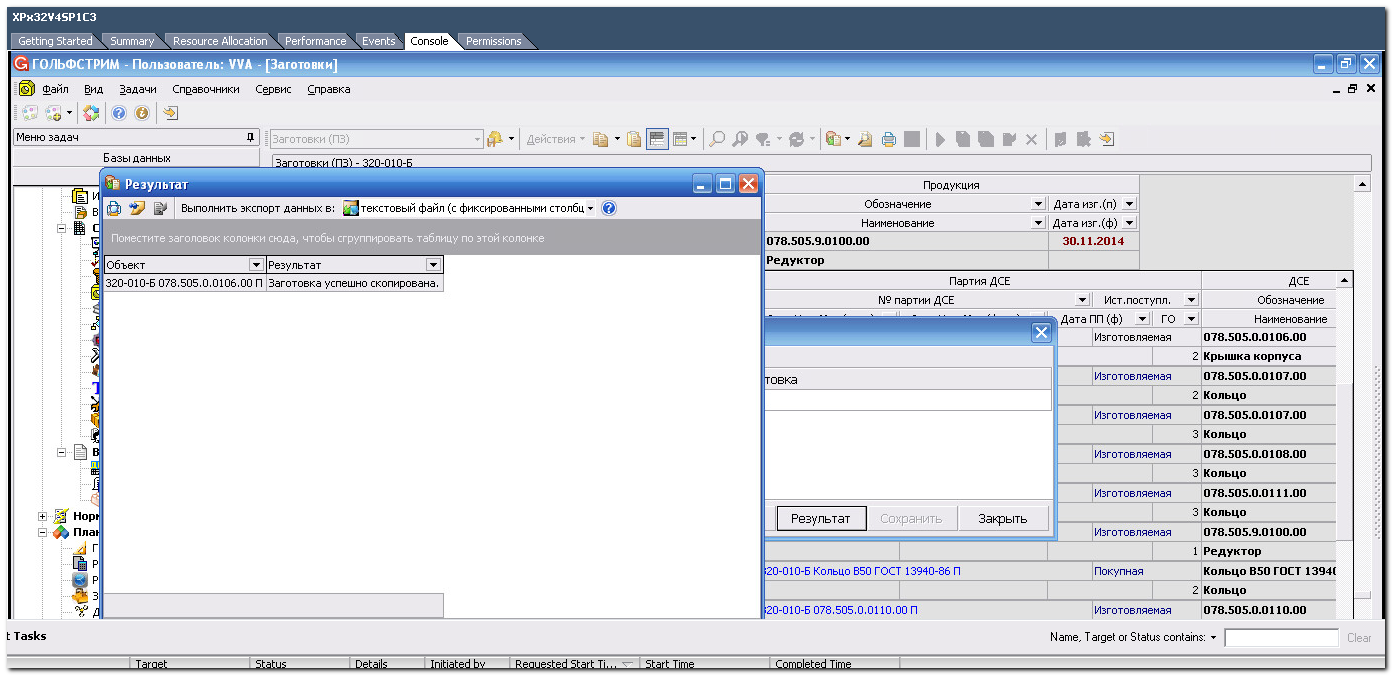 XPx32V4SP1C3
Getting Started Summary Resource Allocation Performance Events Console Permissions
ГОЛЬФСТРИМ - Пользователь: VVA - [Заготовки]
Файл Вид Задачи Справочники Сервис Справка
Меню задач
Заготовки (ПЗ) Действия
Базы данных
Заготовки (ПЗ) - 320-010-Б
Результат
Выполнить экспорт данных в: текстовый файл (с фиксированными столбц
Поместите заголовок колонки сюда, чтобы сгруппировать таблицу по этой колонке
Объект Результат
320-010-Б 078.505.0.0106.00 П Заготовка успешно скопирована.
Продукция
Обозначение Дата изг.(п)
Наименование Дата изг.(ф)
078.505.9.0100.00 30.11.2014
Редуктор
Партия ДСЕ ДСЕ
№ партии ДСЕ Ист.поступл. Обозначение
Дата ПП (ф) ГО Наименование
Изготовляемая 078.505.0.0106.00
2 Крышка корпуса
товка
Изготовляемая 078.505.0.0107.00
2 Кольцо
Изготовляемая 078.505.0.0107.00
3 Кольцо
Изготовляемая 078.505.0.0108.00
3 Кольцо
Изготовляемая 078.505.0.0111.00
3 Кольцо
Результат Сохранить Закрыть
Норм
План
Изготовляемая 078.505.9.0100.00
1 Редуктор
320-010-Б Кольцо В50 ГОСТ 13940-86 П Покупная Кольцо В50 ГОСТ 13940
2 Кольцо
320-010-Б 078.505.0.0110.00 П Изготовляемая 078.505.0.0110.00
t Tasks
Name, Target or Status contains: Clear
Target Status Details Initiated by Requested Start Ti... Start Time Completed Time